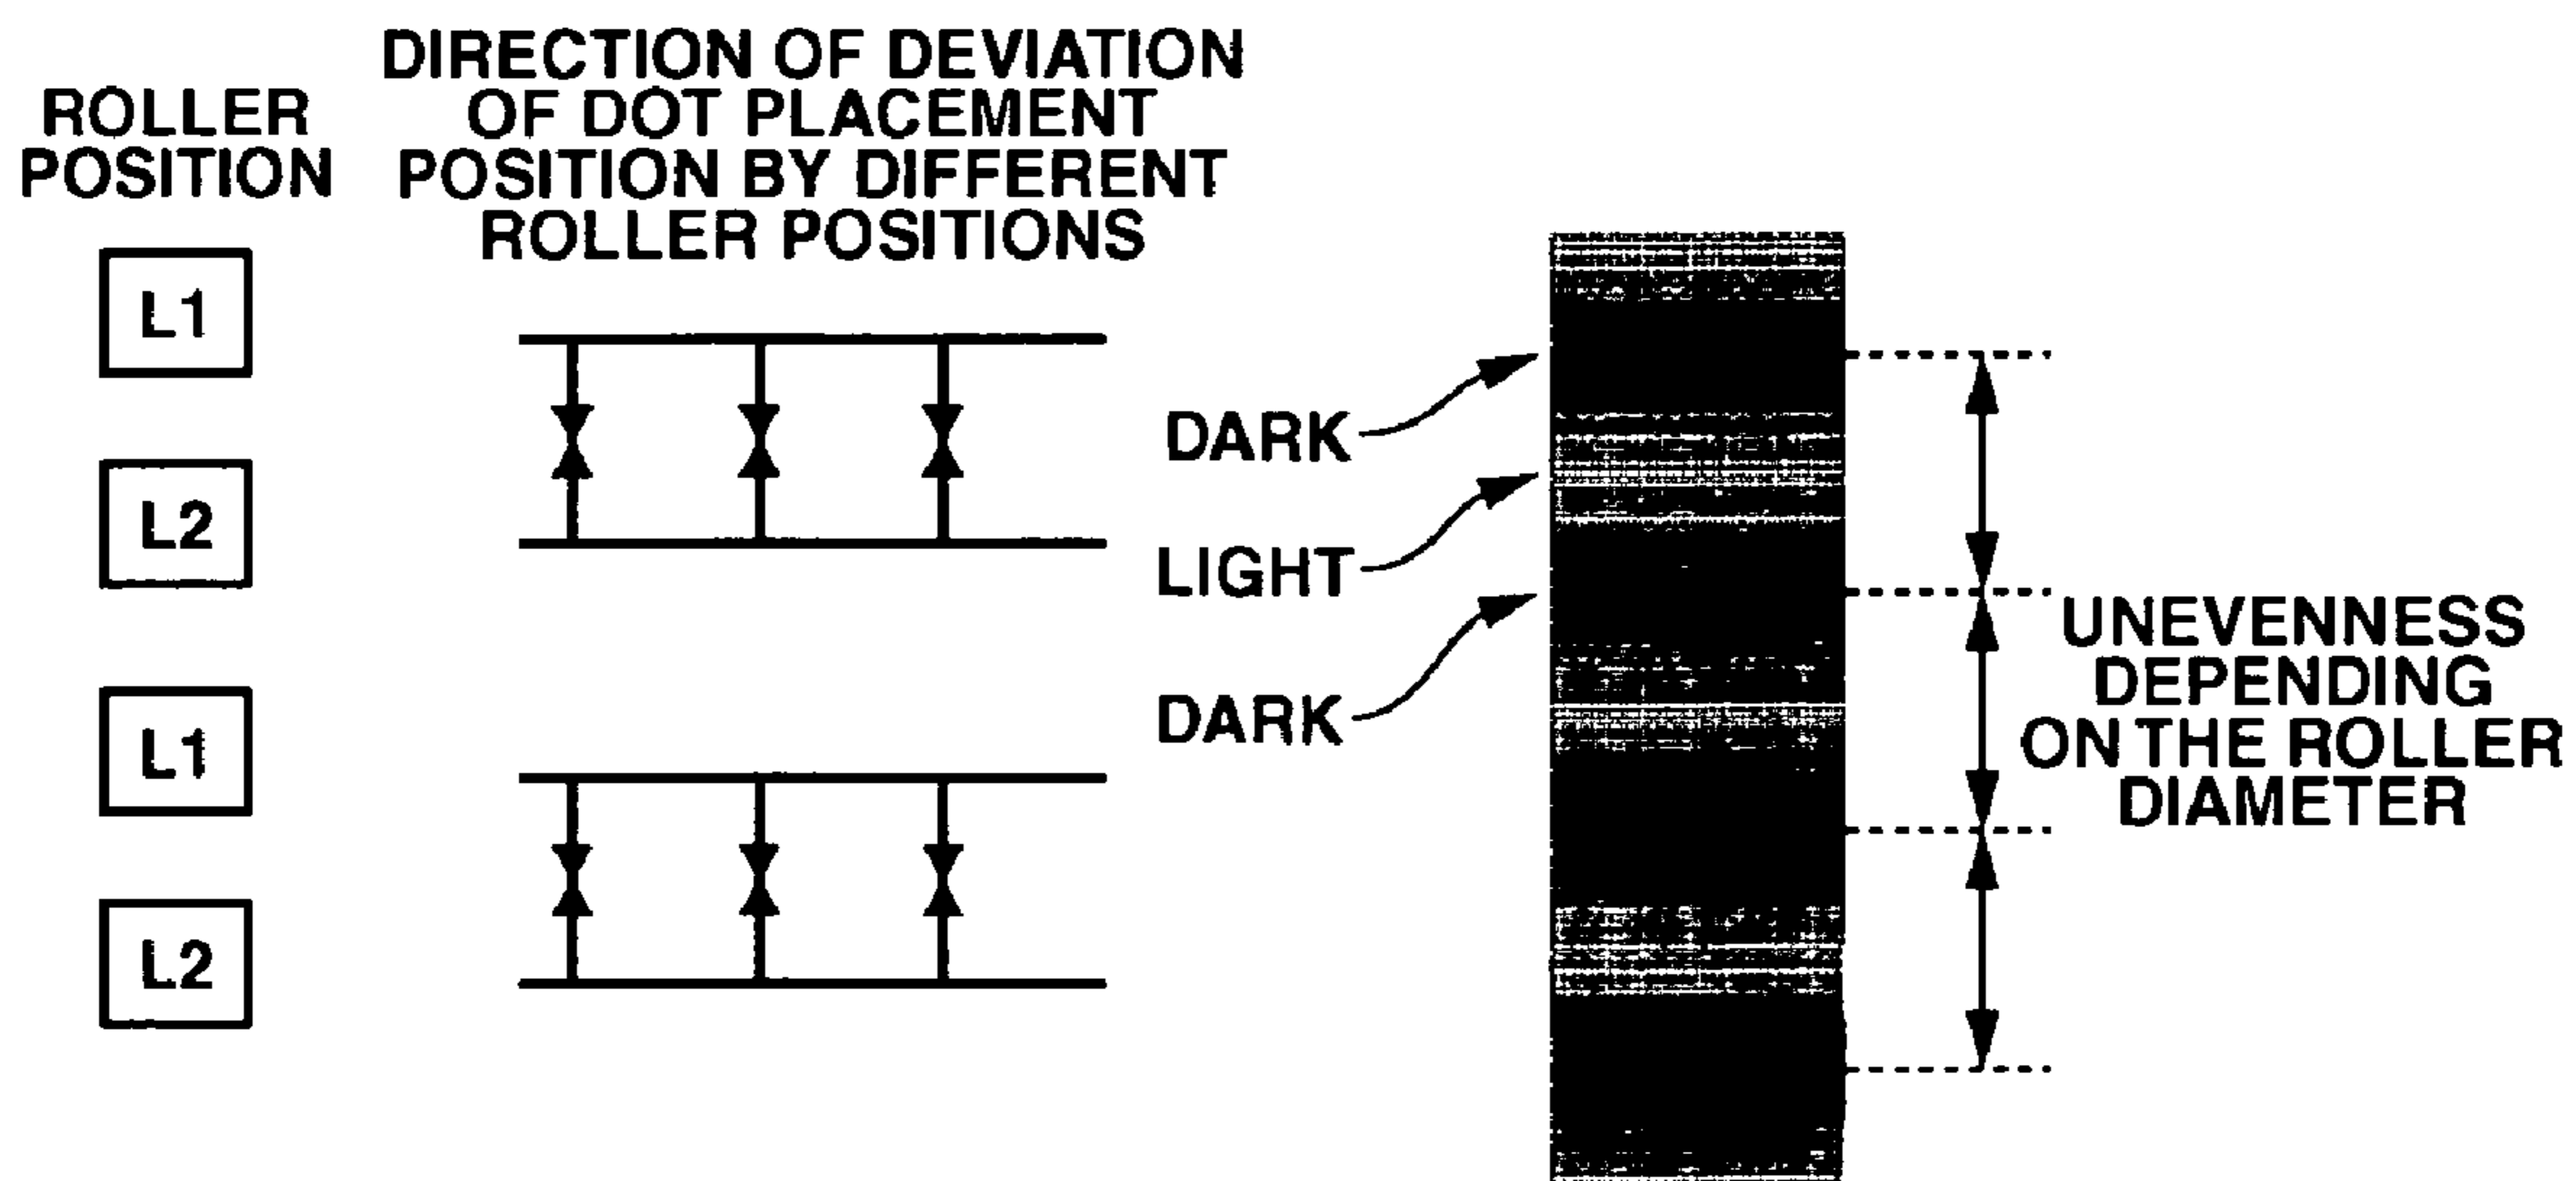 ROLLER
POSITION
DIRECTION OF DEVIATION
OF DOT PLACEMENT
POSITION BY DIFFERENT
ROLLER POSITIONS
L1
L2
L1
L2
DARK
LIGHT
DARK
UNEVENNESS
DEPENDING
ON THE ROLLER
DIAMETER